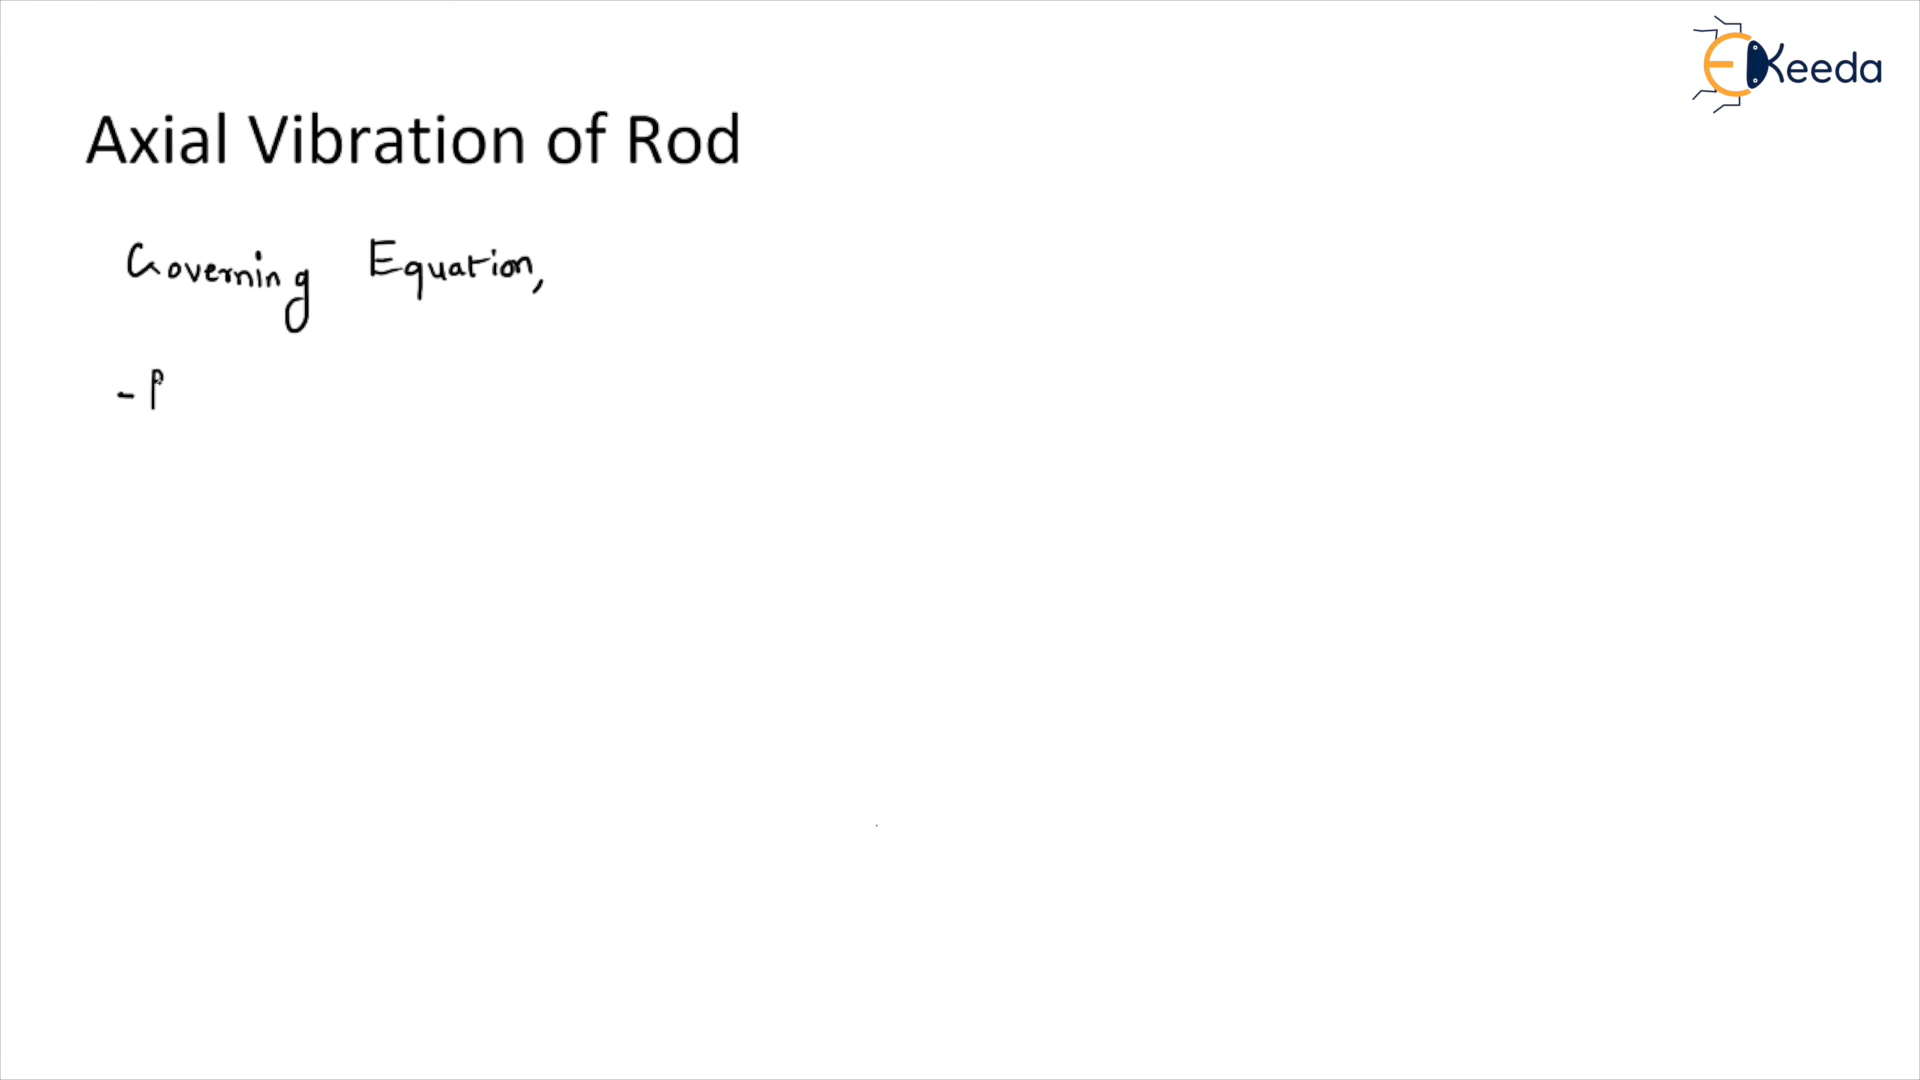 EKeeda
Axial Vibration of Rod
Governing Equation,
- P